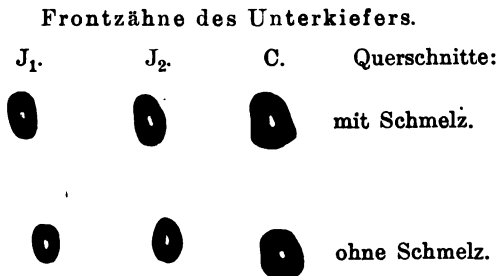 Frontzähne des Unterkiefers.
J₁. J₂. C. Querschnitte:
mit Schmelz.
ohne Schmelz.